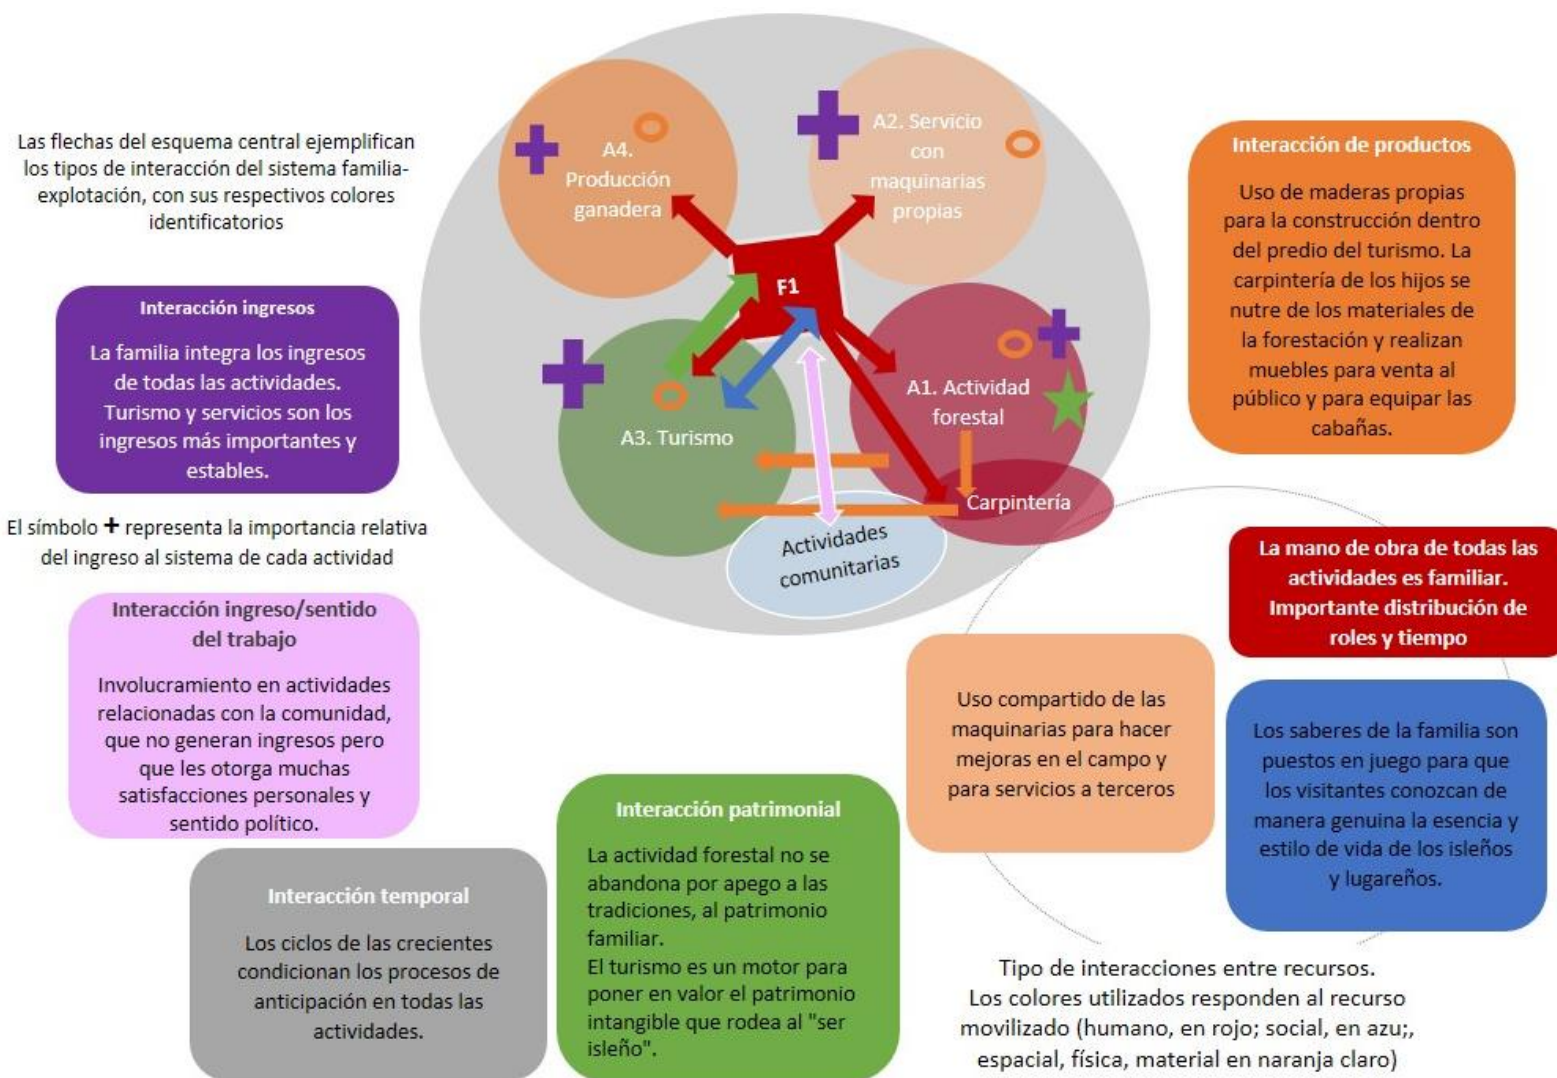 Las flechas del esquema central ejemplifican
los tipos de interacción del sistema familia-
explotación, con sus respectivos colores
identificatorios
Interacción ingresos
La familia integra los ingresos
de todas las actividades.
Turismo y servicios son los
ingresos más importantes y
estables.
El símbolo + representa la importancia relativa
del ingreso al sistema de cada actividad
Interacción ingreso/sentido
del trabajo
Involucramiento en actividades
relacionadas con la comunidad,
que no generan ingresos pero
que les otorga muchas
satisfacciones personales y
sentido político.
Interacción temporal
Los ciclos de las crecientes
condicionan los procesos de
anticipación en todas las
actividades.
A4.
Producción
ganadera
A2. Servicio
con
maquinarias
propias
F1
A3. Turismo
A1. Actividad
forestal
Carpintería
Actividades
comunitarias
Interacción patrimonial
La actividad forestal no se
abandona por apego a las
tradiciones, al patrimonio
familiar.
El turismo es un motor para
poner en valor el patrimonio
intangible que rodea al "ser
isleño".
Interacción de productos
Uso de maderas propias
para la construcción dentro
del predio del turismo. La
carpintería de los hijos se
nutre de los materiales de
la forestación y realizan
muebles para venta al
público y para equipar las
cabañas.
La mano de obra de todas las
actividades es familiar.
Importante distribución de
roles y tiempo
Uso compartido de las
maquinarias para hacer
mejoras en el campo y
para servicios a terceros
Los saberes de la familia son
puestos en juego para que
los visitantes conozcan de
manera genuina la esencia y
estilo de vida de los isleños
y lugareños.
Tipo de interacciones entre recursos.
Los colores utilizados responden al recurso
movilizado (humano, en rojo; social, en azu;,
espacial, física, material en naranja claro)